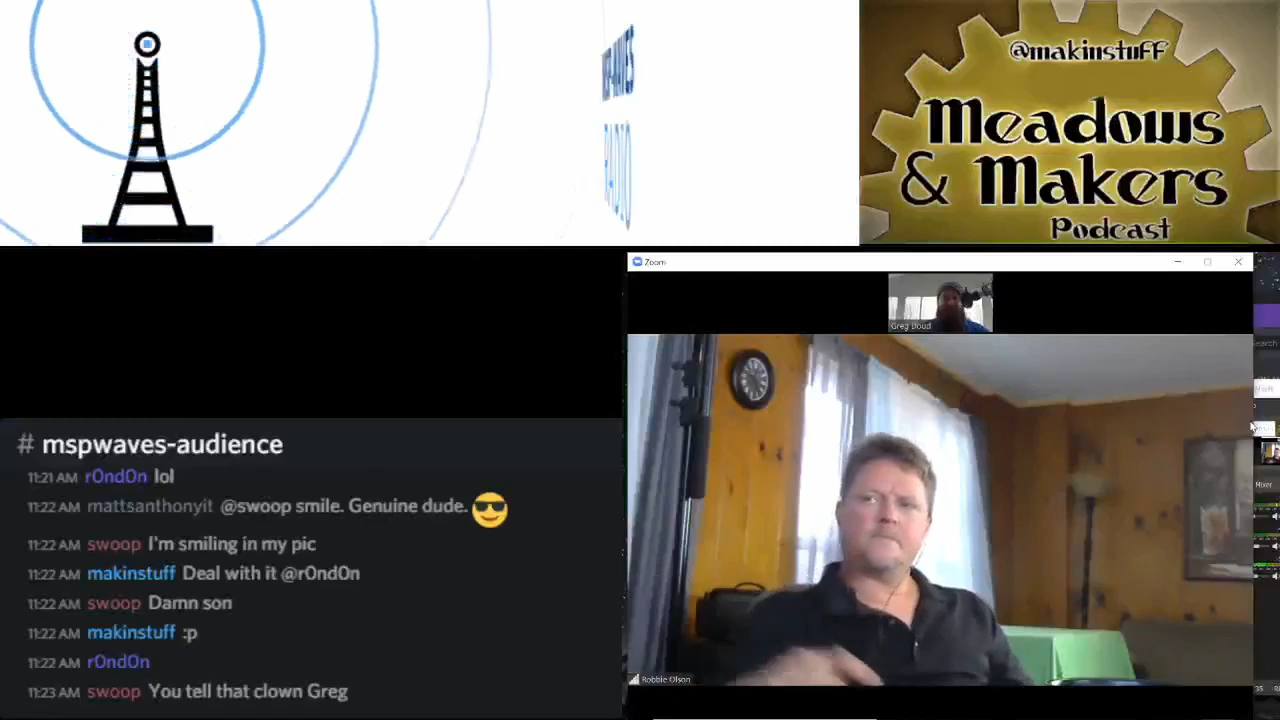 RADIO
@makinstuff
Meadows
& Makers
Podcast
Zoom
Greg Doud
# mspwaves-audience
11:21 AM r0nd0n lol
11:22 AM mattsanthonyit @swoop smile. Genuine dude.
11:22 AM swoop I'm smiling in my pic
11:22 AM makinstuff Deal with it @r0nd0n
11:22 AM swoop Damn son
11:22 AM makinstuff :p
11:22 AM r0nd0n
11:23 AM swoop You tell that clown Greg
Robbie Olson
Mixer